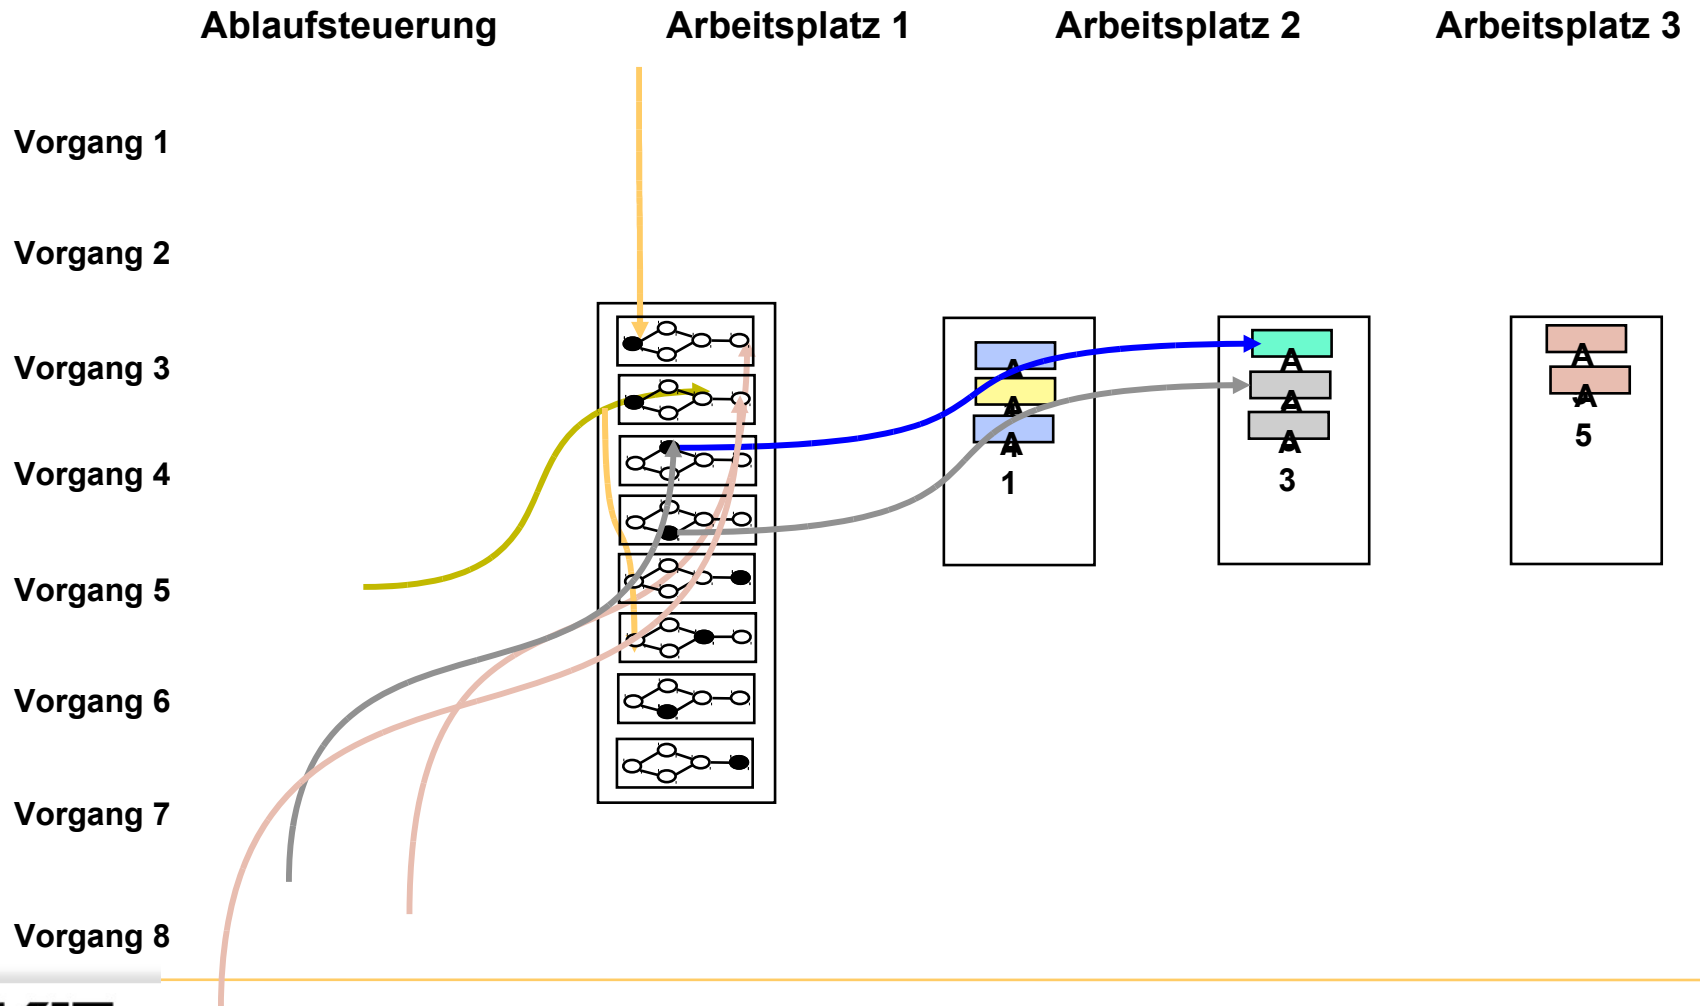 Ablaufsteuerung Arbeitsplatz 1 Arbeitsplatz 2 Arbeitsplatz 3
Vorgang 1
Vorgang 2
Vorgang 3
A
A
A
A
A
A
5
Vorgang 4
A
A
1
3
Vorgang 5
Vorgang 6
Vorgang 7
Vorgang 8